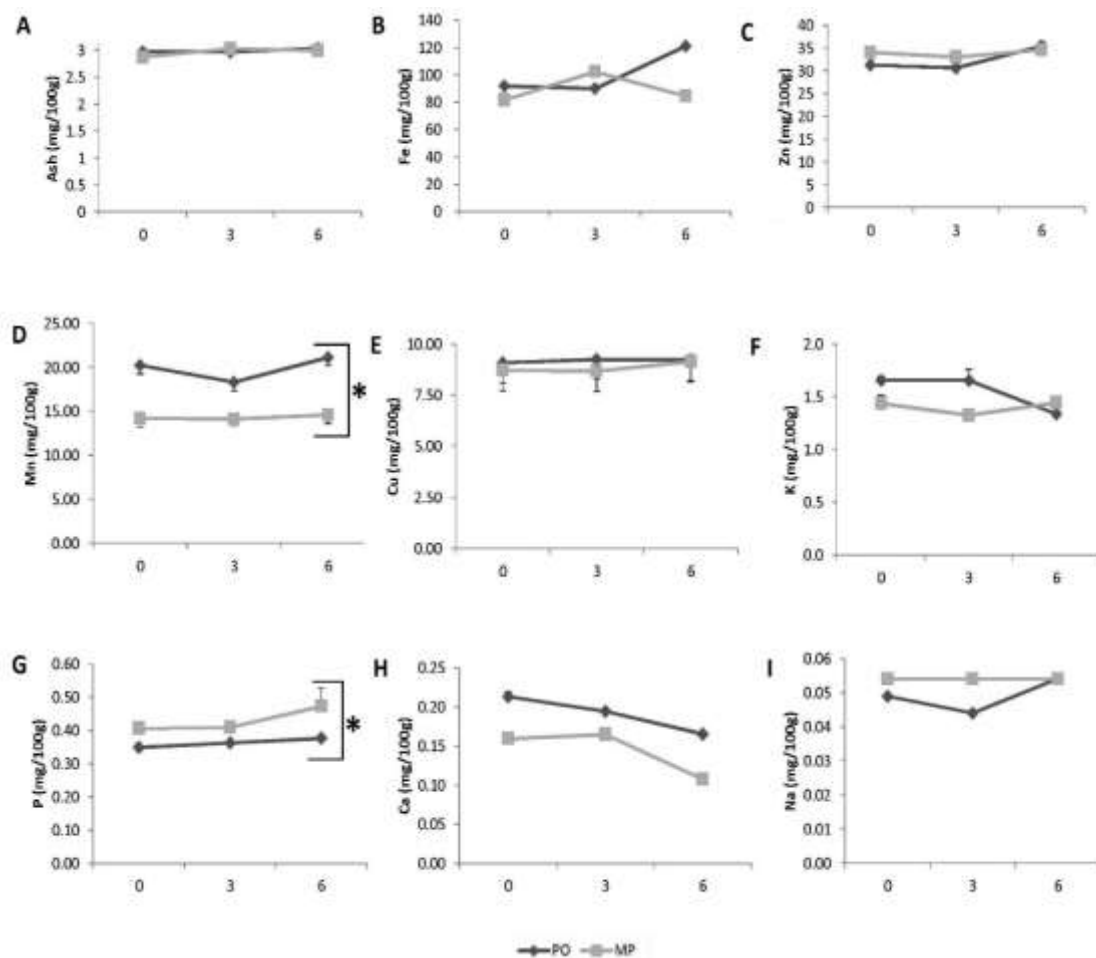 A
Ash (mg/100g)
3
2.5
2
1.5
1
0.5
0
0 3 6
B
Fe (mg/100g)
140
120
100
80
60
40
20
0
0 3 6
C
Zn (mg/100g)
40
35
30
25
20
15
10
5
0
0 3 6
D
Mn (mg/100g)
25.00
20.00
15.00
10.00
5.00
0.00
0 3 6
*
E
Cu (mg/100g)
10.00
7.50
5.00
2.50
0.00
0 3 6
F
K (mg/100g)
2.0
1.5
1.0
0.5
0.0
0 3 6
G
P (mg/100g)
0.60
0.50
0.40
0.30
0.20
0.10
0.00
0 3 6
*
H
Ca (mg/100g)
0.25
0.20
0.15
0.10
0.05
0.00
0 3 6
I
Na (mg/100g)
0.06
0.05
0.04
0.03
0.02
0.01
0.00
0 3 6
PO MP